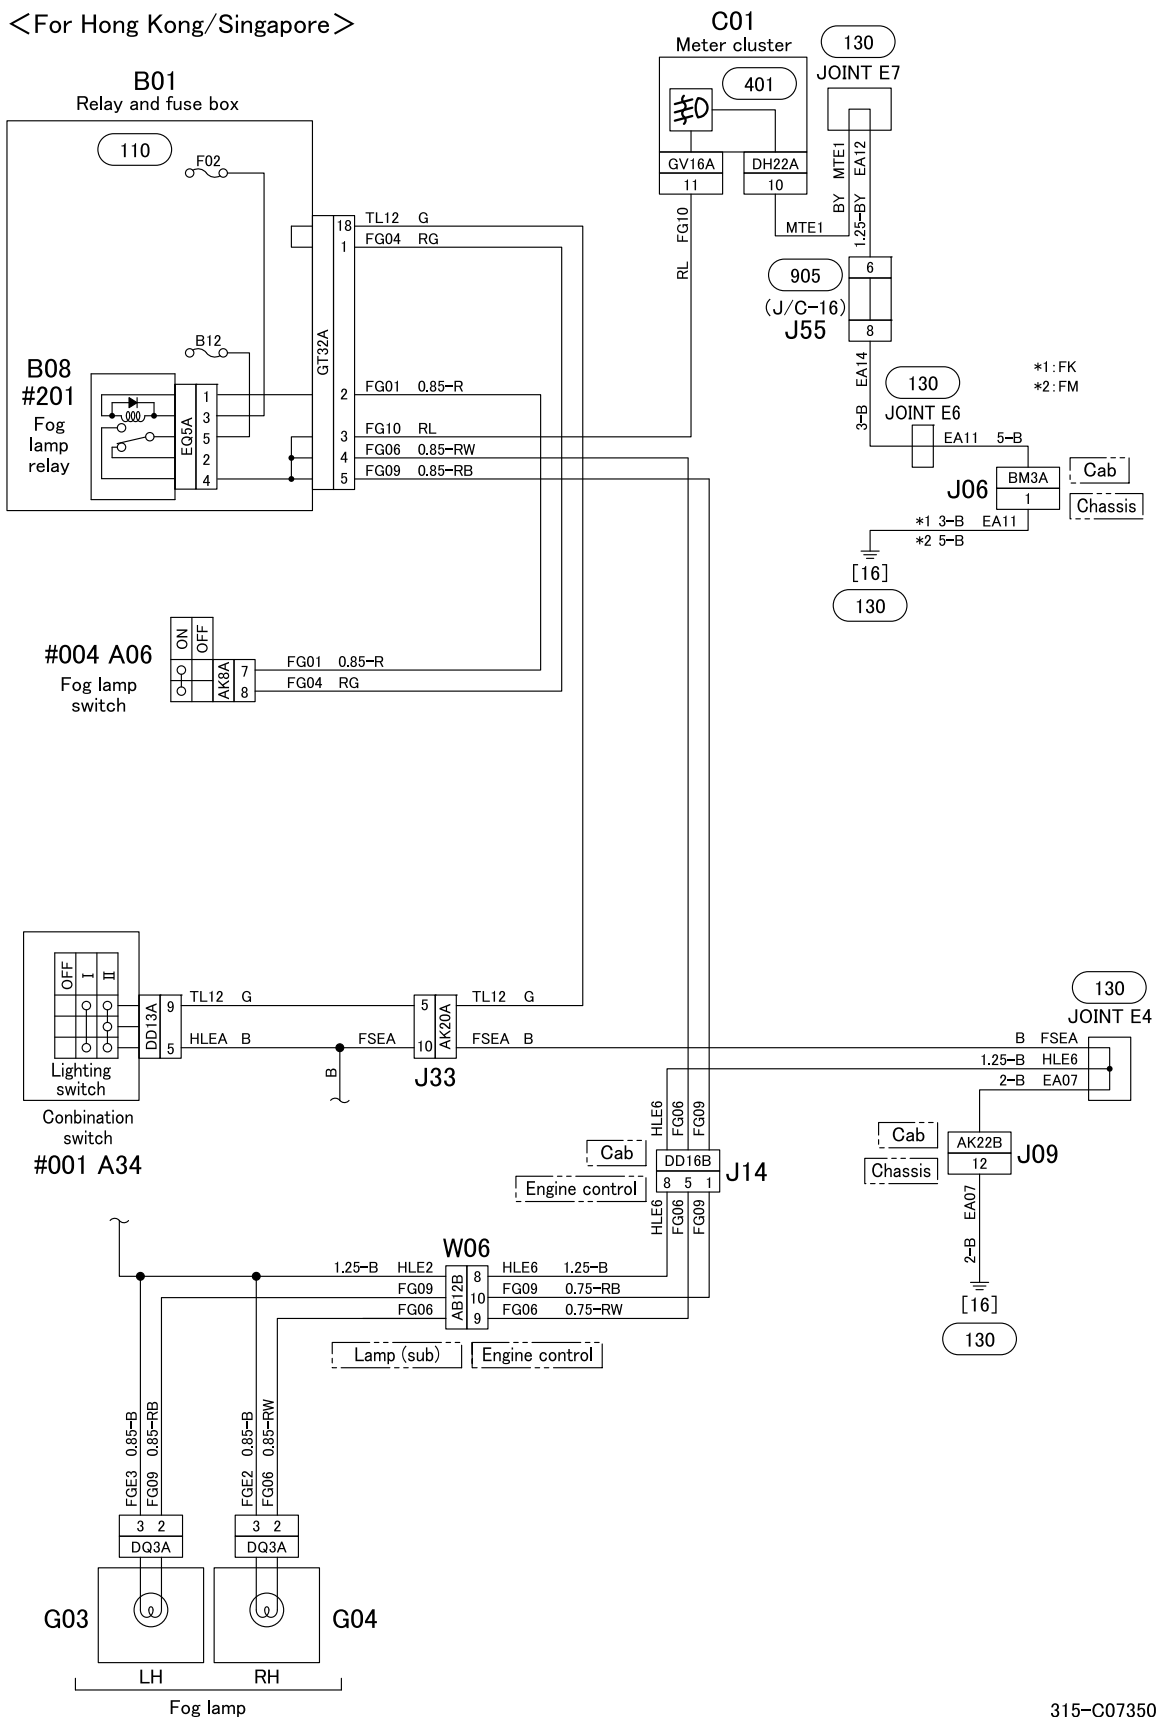 <For Hong Kong/Singapore>
B01
Relay and fuse box
110
F02
B12
B08
#201
Fog
lamp
relay
EQ5A
1
3
5
2
4
GT32A
18
1
2
3
4
5
TL12 G
FG04 RG
FG01 0.85-R
FG10 RL
FG06 0.85-RW
FG09 0.85-RB
C01
Meter cluster
401
GV16A
11
DH22A
10
RL FG10
MTE1
BY MTE1
1.25-BY EA12
130
JOINT E7
905
(J/C-16)
J55
6
8
3-B EA14
130
JOINT E6
EA11 5-B
*1:FK
*2:FM
J06
BM3A
1
Cab
Chassis
*1 3-B EA11
*2 5-B
[16]
130
#004 A06
Fog lamp
switch
ON
OFF
AK8A
7
8
FG01 0.85-R
FG04 RG
OFF
I
II
Lighting
switch
Conbination
switch
#001 A34
DD13A
9
5
TL12 G
HLEA B
FSEA
B
5
10
AK20A
J33
TL12 G
FSEA B
130
JOINT E4
B FSEA
1.25-B HLE6
2-B EA07
Cab
Chassis
AK22B
12
J09
2-B EA07
[16]
130
HLE6
FG06
FG09
Cab
Engine control
DD16B
8 5 1
J14
HLE6
FG06
FG09
W06
AB12B
8
10
9
1.25-B HLE2
FG09
FG06
HLE6 1.25-B
FG09 0.75-RB
FG06 0.75-RW
Lamp (sub)
Engine control
FGE3 0.85-B
FG09 0.85-RB
FGE2 0.85-B
FG06 0.85-RW
3 2
DQ3A
3 2
DQ3A
G03
G04
LH
RH
Fog lamp
315-C07350